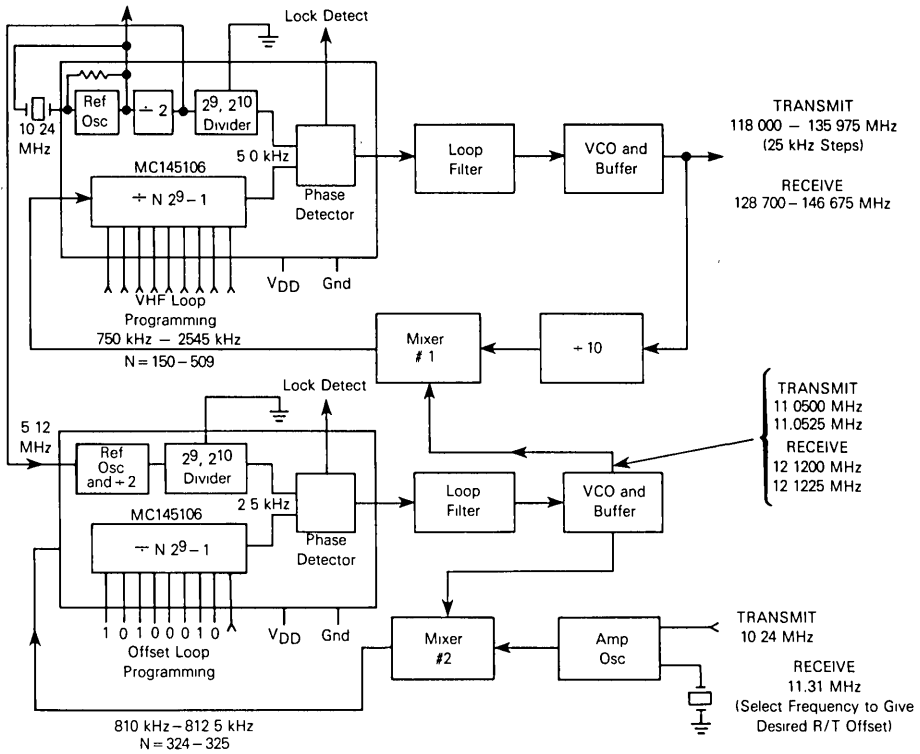 Lock Detect
Ref
Osc
÷ 2
2⁹, 2¹⁰
Divider
10 24
MHz
5 0 kHz
MC145106
÷ N 2⁹ – 1
Phase
Detector
Loop
Filter
VCO and
Buffer
TRANSMIT
118 000 – 135 975 MHz
(25 kHz Steps)
RECEIVE
128 700 – 146 675 MHz
VDD
Gnd
VHF Loop
Programming
750 kHz – 2545 kHz
N = 150 – 509
Mixer
# 1
÷ 10
Lock Detect
5 12
MHz
Ref
Osc
and ÷ 2
2⁹, 2¹⁰
Divider
2 5 kHz
MC145106
÷ N 2⁹ – 1
Phase
Detector
Loop
Filter
VCO and
Buffer
TRANSMIT
11 0500 MHz
11.0525 MHz
RECEIVE
12 1200 MHz
12 1225 MHz
1 0 1 0 0 0 1 0
Offset Loop
Programming
VDD
Gnd
Mixer
#2
Amp
Osc
TRANSMIT
10 24 MHz
RECEIVE
11.31 MHz
(Select Frequency to Give
Desired R/T Offset)
810 kHz – 812 5 kHz
N = 324 – 325